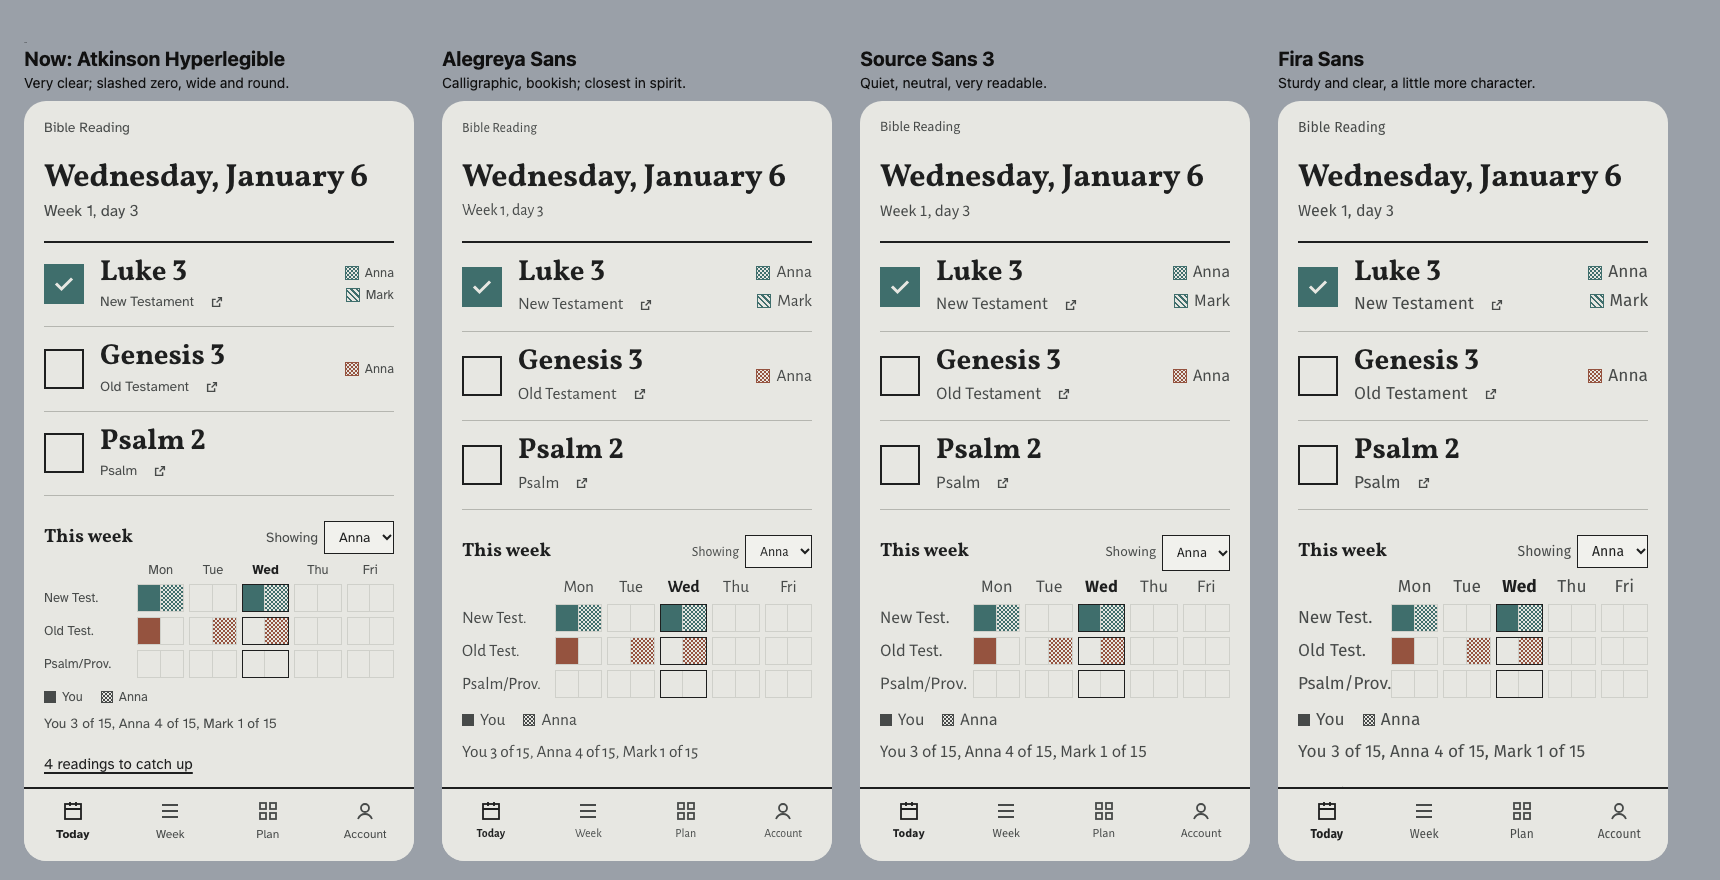 Now: Atkinson Hyperlegible
Very clear; slashed zero, wide and round.
Bible Reading
Wednesday, January 6
Week 1, day 3
Luke 3
New Testament
Anna
Mark
Genesis 3
Old Testament
Anna
Psalm 2
Psalm
This week
Showing
Anna
Mon Tue Wed Thu Fri
New Test.
Old Test.
Psalm/Prov.
You Anna
You 3 of 15, Anna 4 of 15, Mark 1 of 15
4 readings to catch up
Today Week Plan Account
Alegreya Sans
Calligraphic, bookish; closest in spirit.
Bible Reading
Wednesday, January 6
Week 1, day 3
Luke 3
New Testament
Anna
Mark
Genesis 3
Old Testament
Anna
Psalm 2
Psalm
This week
Showing
Anna
Mon Tue Wed Thu Fri
New Test.
Old Test.
Psalm/Prov.
You Anna
You 3 of 15, Anna 4 of 15, Mark 1 of 15
Today Week Plan Account
Source Sans 3
Quiet, neutral, very readable.
Bible Reading
Wednesday, January 6
Week 1, day 3
Luke 3
New Testament
Anna
Mark
Genesis 3
Old Testament
Anna
Psalm 2
Psalm
This week
Showing
Anna
Mon Tue Wed Thu Fri
New Test.
Old Test.
Psalm/Prov.
You Anna
You 3 of 15, Anna 4 of 15, Mark 1 of 15
Today Week Plan Account
Fira Sans
Sturdy and clear, a little more character.
Bible Reading
Wednesday, January 6
Week 1, day 3
Luke 3
New Testament
Anna
Mark
Genesis 3
Old Testament
Anna
Psalm 2
Psalm
This week
Showing
Anna
Mon Tue Wed Thu Fri
New Test.
Old Test.
Psalm/Prov.
You Anna
You 3 of 15, Anna 4 of 15, Mark 1 of 15
Today Week Plan Account